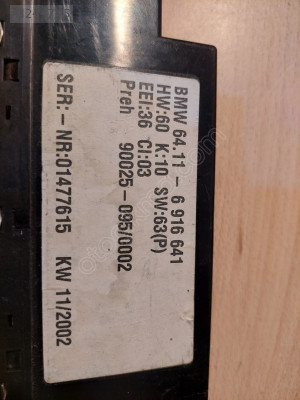 BMW 64.11 - 6 916 641
HW:60 K:10 SW:63(P)
EEI:36 CI:03
Preh 90025-095/0002
SER:- NR:01477615 KW 11/2002